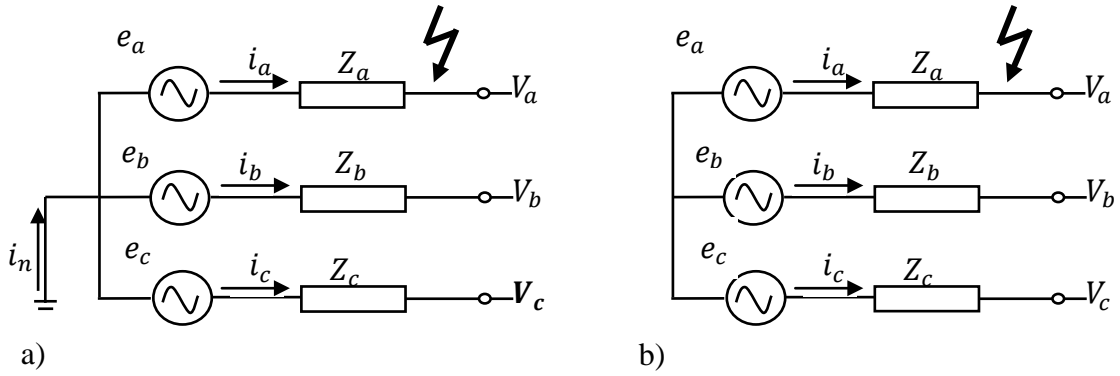 e_a e_a
i_a Z_a i_a Z_a
V_a V_a
e_b e_b
i_b Z_b i_b Z_b
V_b V_b
e_c e_c
i_n
i_c Z_c i_c Z_c
V_c V_c
a) b)